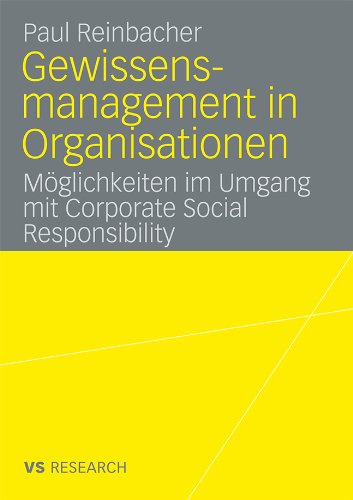 Paul Reinbacher
Gewissens-
management in
Organisationen
Möglichkeiten im Umgang
mit Corporate Social
Responsibility
VS RESEARCH